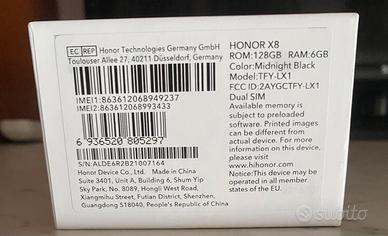 EC REP Honor Technologies Germany GmbH
Toulouser Allee 27, 40211 Düsseldorf, Germany
IMEI1:863612068949237
IMEI2:863612068993433
6 936520 805297
S/N:ALDE6R2B21007164
Honor Device Co., Ltd. Made in China
Suite 3401, Unit A, Building 6, Shum Yip
Sky Park, No. 8089, Hongli West Road,
Xiangmihu Street, Futian District, Shenzhen,
Guangdong 518040, People's Republic of China
HONOR X8
ROM:128GB RAM:6GB
Color:Midnight Black
Model:TFY-LX1
FCC ID:2AYGCTFY-LX1
Dual SIM
Available memory is
subject to preloaded
software. Printed images
can be different from
actual device. To know
more on this device,
please visit
www.hihonor.com
Notice:This device may be
operated in all member
states of the EU.
subito